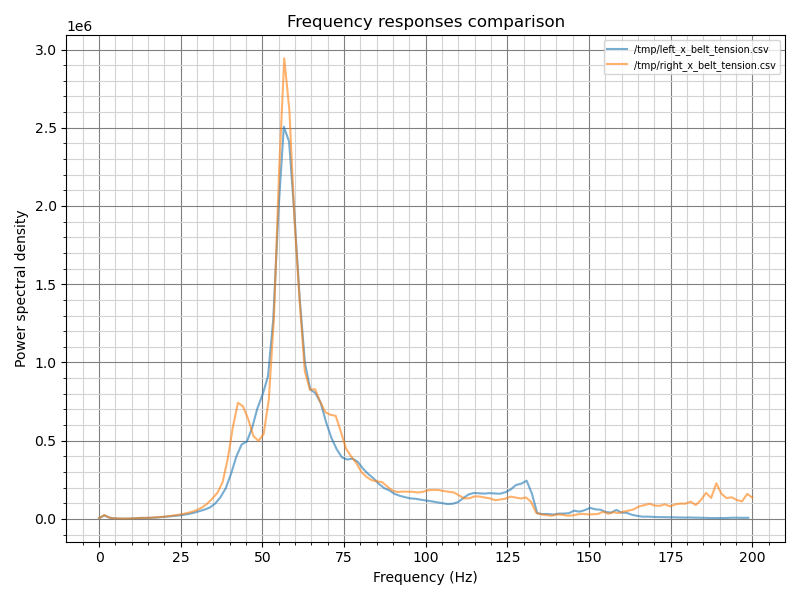 Frequency responses comparison
1e6
/tmp/left_x_belt_tension.csv
/tmp/right_x_belt_tension.csv
Power spectral density
3.0
2.5
2.0
1.5
1.0
0.5
0.0
0 25 50 75 100 125 150 175 200
Frequency (Hz)